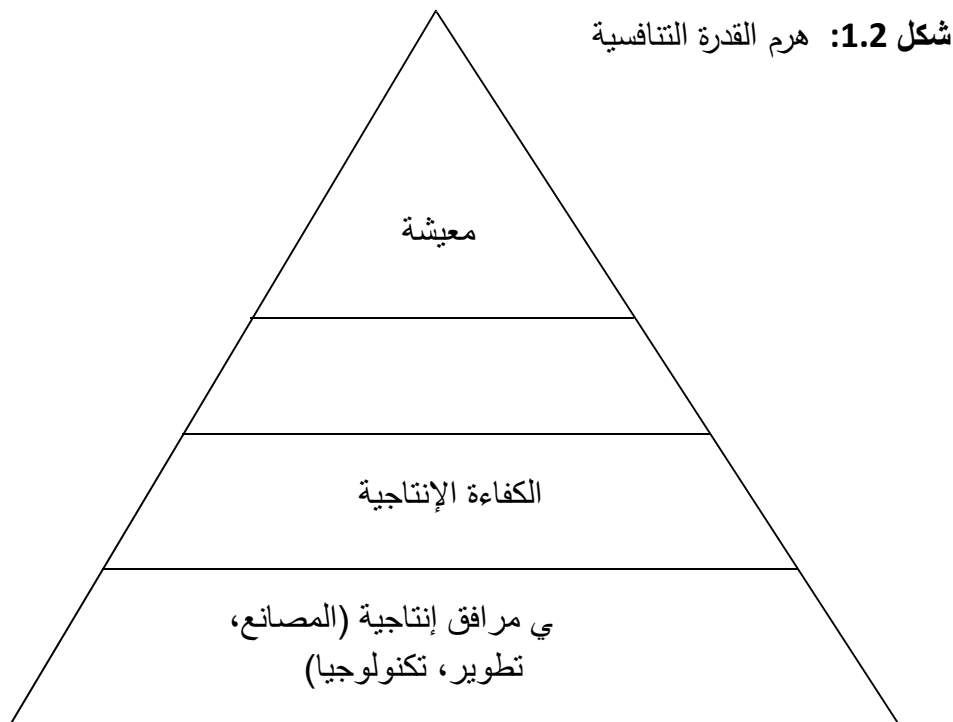 شكل 1.2: هرم القدرة التنافسية
معيشة
الكفاءة الإنتاجية
ي مرافق إنتاجية (المصانع،
تطوير، تكنولوجيا)